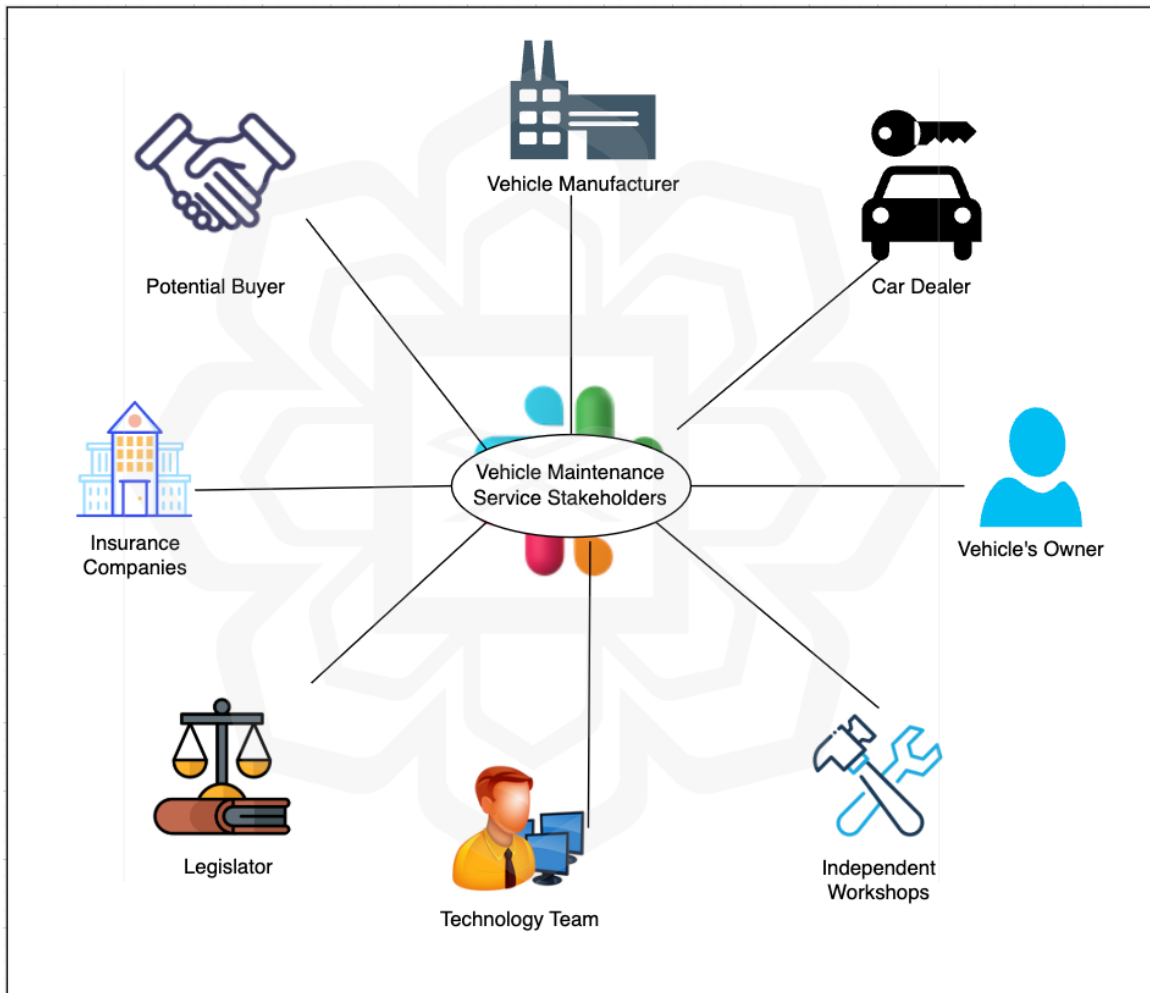 Vehicle Manufacturer
Potential Buyer
Car Dealer
Vehicle Maintenance
Service Stakeholders
Insurance
Companies
Vehicle's Owner
Legislator
Technology Team
Independent
Workshops